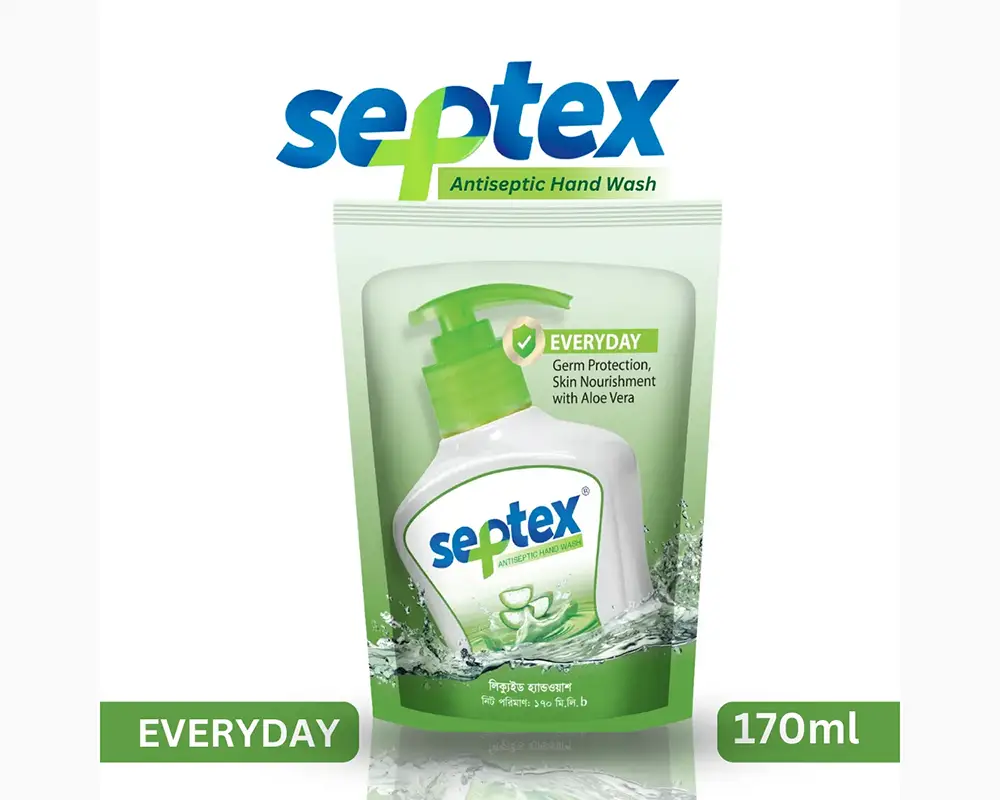 septex
Antiseptic Hand Wash
EVERYDAY
Germ Protection,
Skin Nourishment
with Aloe Vera
septex®
ANTISEPTIC HAND WASH
লিক্যুইড হ্যান্ডওয়াশ
নিট পরিমাণ: ১৭০ মি.লি. b
EVERYDAY
170ml